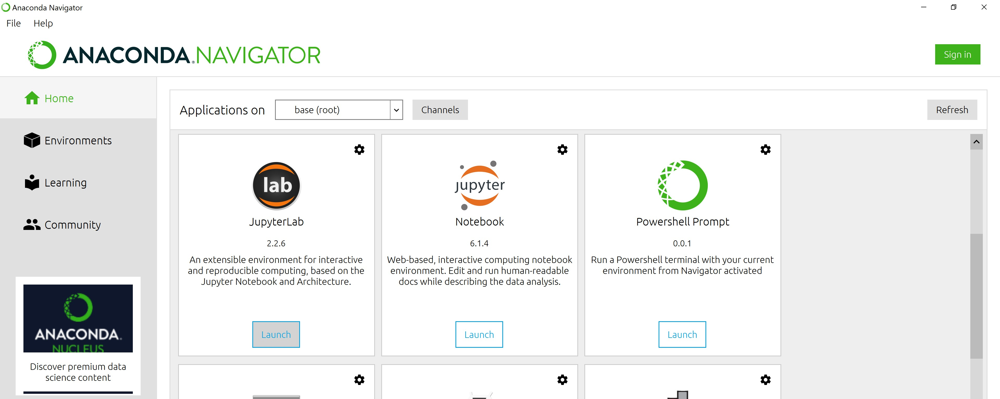 Anaconda Navigator
File Help
ANACONDA.NAVIGATOR
Sign in
Home
Environments
Learning
Community
ANACONDA.
NUCLEUS
Discover premium data
science content
Applications on base (root) Channels Refresh
lab
JupyterLab
2.2.6
An extensible environment for interactive
and reproducible computing, based on the
Jupyter Notebook and Architecture.
Launch
jupyter
Notebook
6.1.4
Web-based, interactive computing notebook
environment. Edit and run human-readable
docs while describing the data analysis.
Launch
Powershell Prompt
0.0.1
Run a Powershell terminal with your current
environment from Navigator activated
Launch